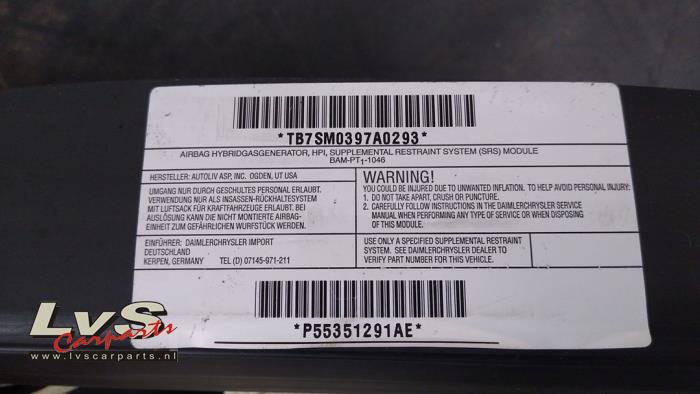 *TB7SM0397A0293*
AIRBAG HYBRIDGASGENERATOR, HPI, SUPPLEMENTAL RESTRAINT SYSTEM (SRS) MODULE
BAM-PT1-1046
HERSTELLER: AUTOLIV ASP, INC. OGDEN, UT USA
UMGANG NUR DURCH GESCHULTES PERSONAL ERLAUBT.
VERWENDUNG NUR ALS INSASSEN-RÜCKHALTESYSTEM
MIT LUFTSACK FÜR KRAFTFAHRZEUGE ERLAUBT. BEI
AUSLÖSUNG KANN DIE NICHT MONTIERTE AIRBAG-
EINHEIT ZUM GEFÄHRLICHEN WURFSTÜCK WERDEN.
EINFÜHRER: DAIMLERCHRYSLER IMPORT
DEUTSCHLAND
KERPEN, GERMANY TEL (D) 07145-971-211
WARNING!
YOU COULD BE INJURED DUE TO UNWANTED INFLATION. TO HELP AVOID PERSONAL INJURY:
1. DO NOT TAKE APART, CRUSH OR PUNCTURE.
2. CAREFULLY FOLLOW INSTRUCTIONS IN THE DAIMLERCHRYSLER SERVICE
MANUAL WHEN PERFORMING ANY TYPE OF SERVICE OR WHEN DISPOSING
OF THIS MODULE.
USE ONLY A SPECIFIED SUPPLEMENTAL RESTRAINT
SYSTEM. SEE DAIMLERCHRYSLER DEALER TO
VERIFY PART NUMBER FOR THIS VEHICLE.
*P55351291AE*
LvS
Carparts
www.lvscarparts.nl